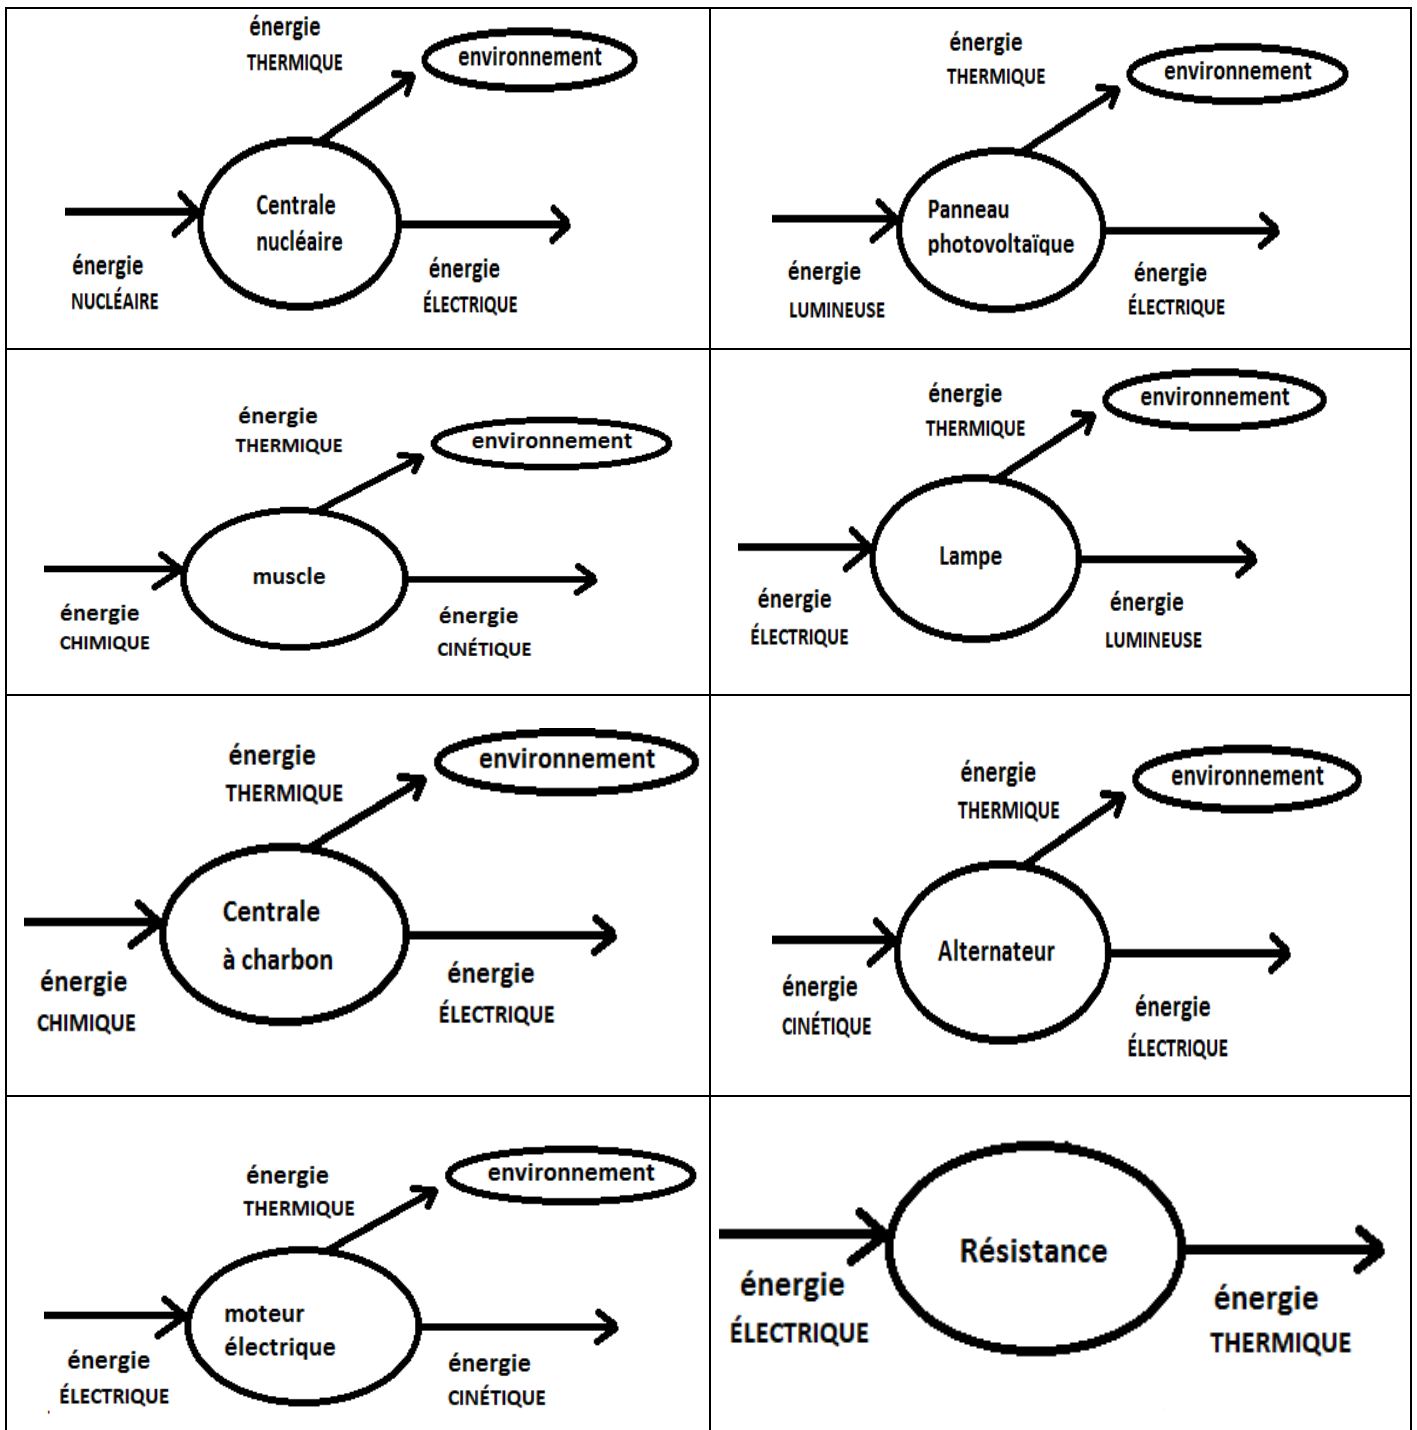 énergie
THERMIQUE
environnement
Centrale
nucléaire
énergie
NUCLÉAIRE
énergie
ÉLECTRIQUE
énergie
THERMIQUE
environnement
Panneau
photovoltaïque
énergie
LUMINEUSE
énergie
ÉLECTRIQUE
énergie
THERMIQUE
environnement
muscle
énergie
CHIMIQUE
énergie
CINÉTIQUE
énergie
THERMIQUE
environnement
Lampe
énergie
ÉLECTRIQUE
énergie
LUMINEUSE
énergie
THERMIQUE
environnement
Centrale
à charbon
énergie
CHIMIQUE
énergie
ÉLECTRIQUE
énergie
THERMIQUE
environnement
Alternateur
énergie
CINÉTIQUE
énergie
ÉLECTRIQUE
énergie
THERMIQUE
environnement
moteur
électrique
énergie
ÉLECTRIQUE
énergie
CINÉTIQUE
Résistance
énergie
ÉLECTRIQUE
énergie
THERMIQUE